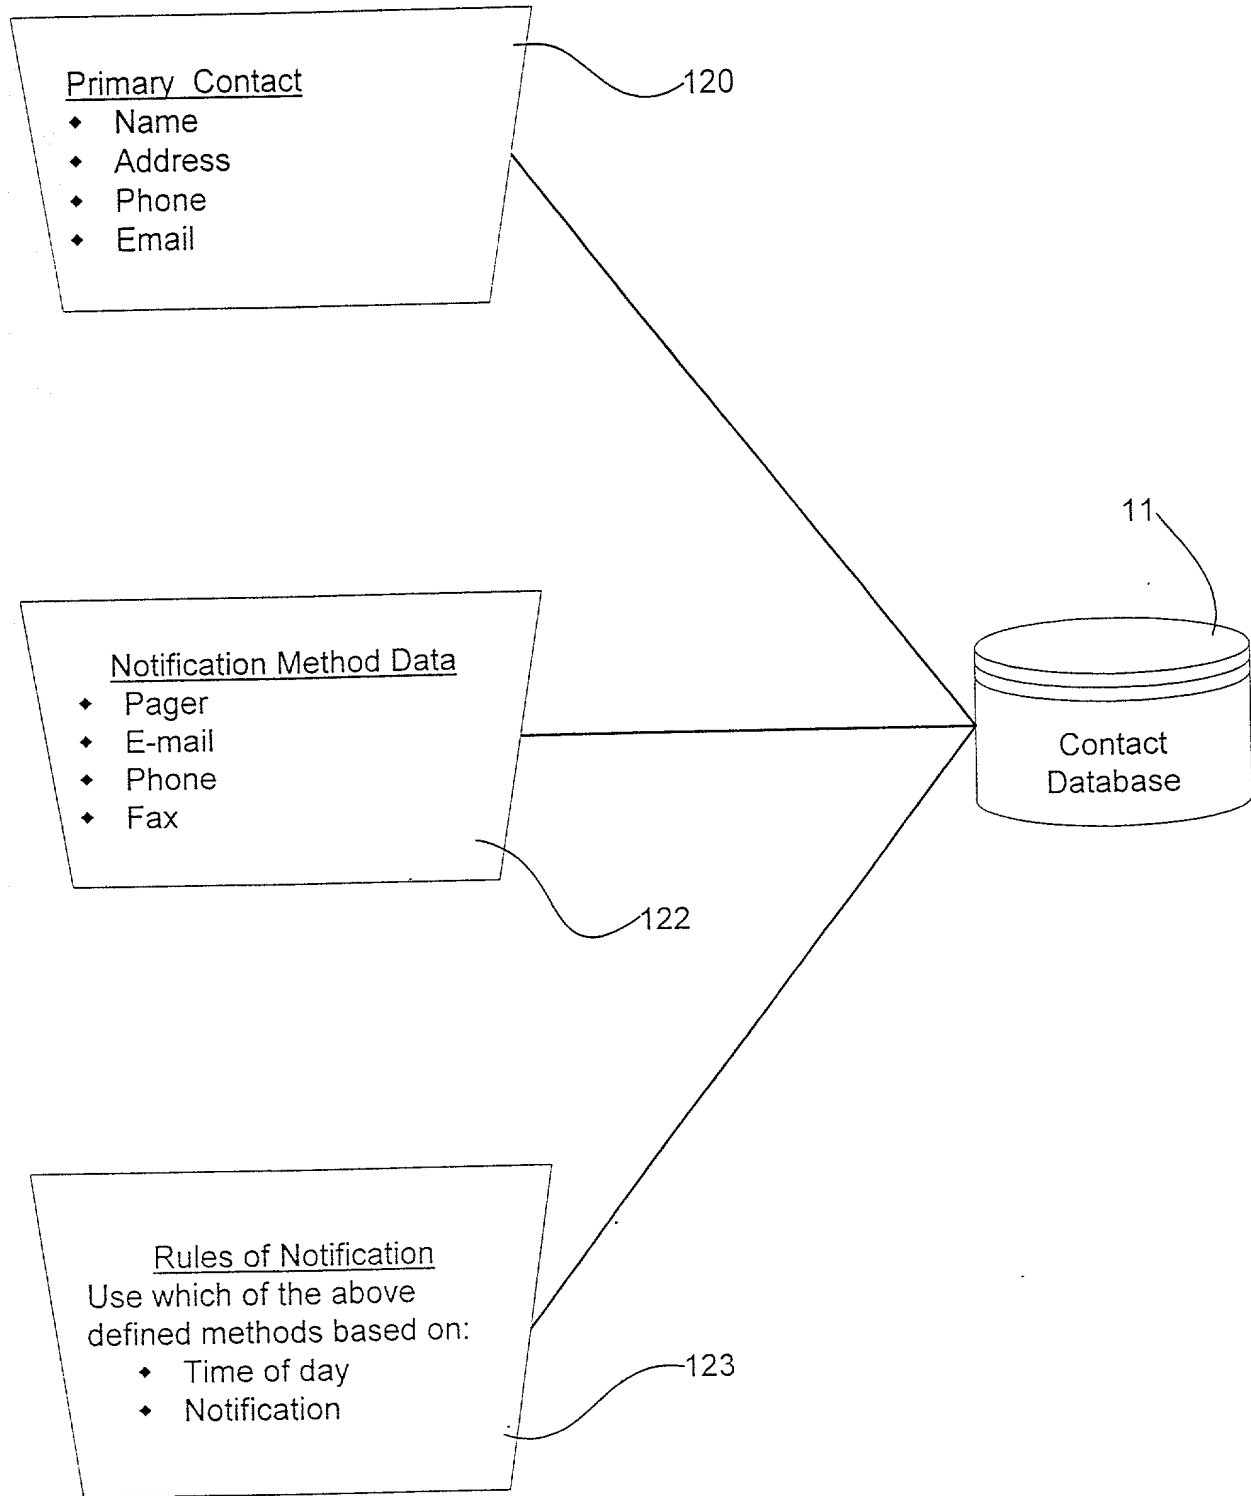 Primary Contact
◆ Name
◆ Address
◆ Phone
◆ Email
120
Notification Method Data
◆ Pager
◆ E-mail
◆ Phone
◆ Fax
122
11
Contact
Database
Rules of Notification
Use which of the above
defined methods based on:
◆ Time of day
◆ Notification
123